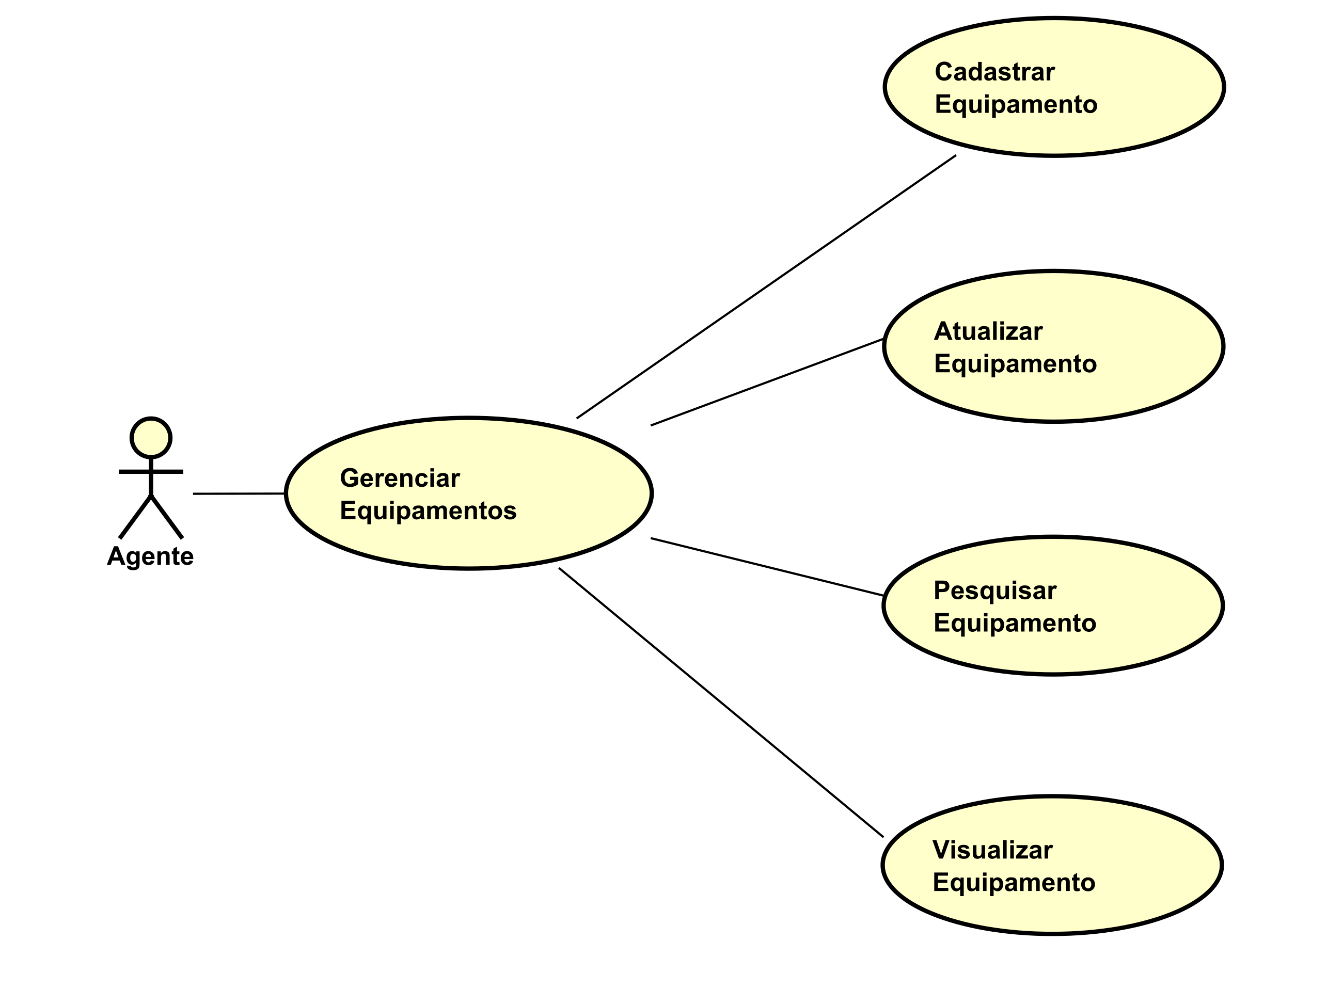 Cadastrar
Equipamento
Atualizar
Equipamento
Gerenciar
Equipamentos
Agente
Pesquisar
Equipamento
Visualizar
Equipamento